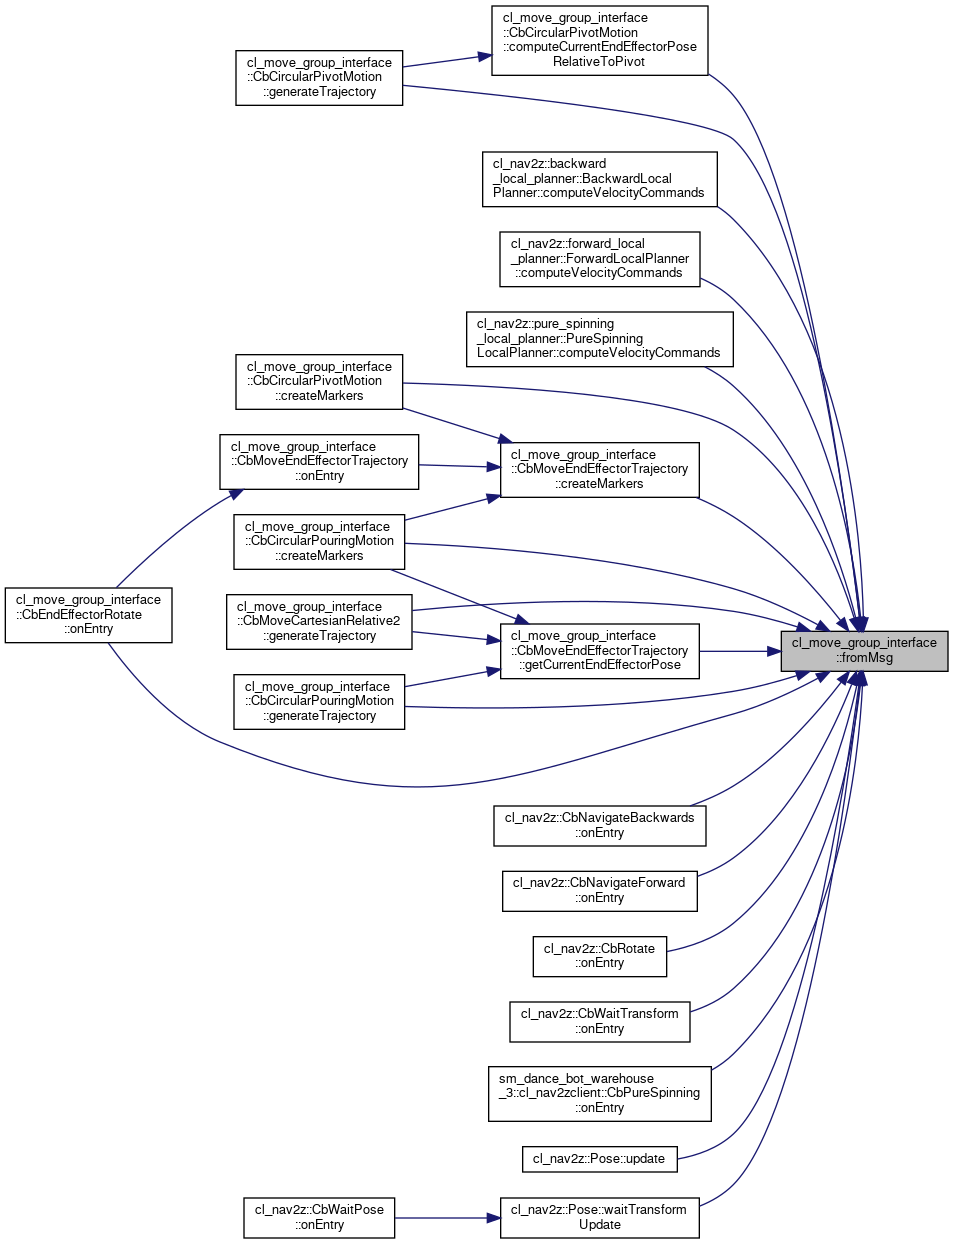 cl_move_group_interface
::CbCircularPivotMotion
::computeCurrentEndEffectorPose
RelativeToPivot
cl_move_group_interface
::CbCircularPivotMotion
::generateTrajectory
cl_nav2z::backward
_local_planner::BackwardLocal
Planner::computeVelocityCommands
cl_nav2z::forward_local
_planner::ForwardLocalPlanner
::computeVelocityCommands
cl_nav2z::pure_spinning
_local_planner::PureSpinning
LocalPlanner::computeVelocityCommands
cl_move_group_interface
::CbCircularPivotMotion
::createMarkers
cl_move_group_interface
::CbMoveEndEffectorTrajectory
::onEntry
cl_move_group_interface
::CbMoveEndEffectorTrajectory
::createMarkers
cl_move_group_interface
::CbCircularPouringMotion
::createMarkers
cl_move_group_interface
::CbEndEffectorRotate
::onEntry
cl_move_group_interface
::CbMoveCartesianRelative2
::generateTrajectory
cl_move_group_interface
::CbMoveEndEffectorTrajectory
::getCurrentEndEffectorPose
cl_move_group_interface
::fromMsg
cl_move_group_interface
::CbCircularPouringMotion
::generateTrajectory
cl_nav2z::CbNavigateBackwards
::onEntry
cl_nav2z::CbNavigateForward
::onEntry
cl_nav2z::CbRotate
::onEntry
cl_nav2z::CbWaitTransform
::onEntry
sm_dance_bot_warehouse
_3::cl_nav2zclient::CbPureSpinning
::onEntry
cl_nav2z::Pose::update
cl_nav2z::CbWaitPose
::onEntry
cl_nav2z::Pose::waitTransform
Update